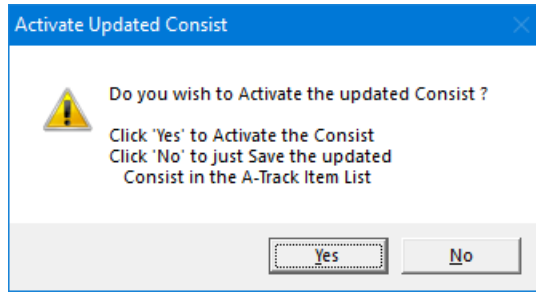 Activate Updated Consist
Do you wish to Activate the updated Consist ?
Click 'Yes' to Activate the Consist
Click 'No' to just Save the updated
Consist in the A-Track Item List
Yes
No